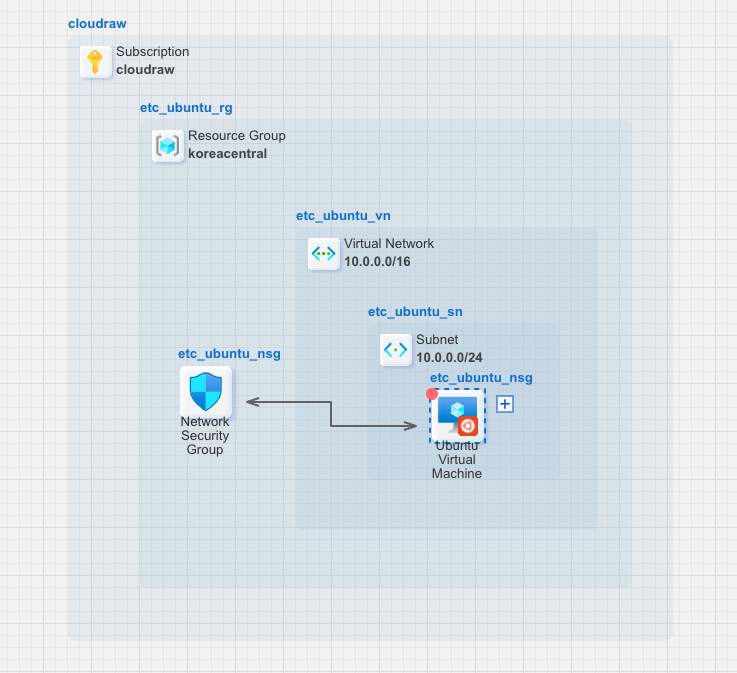 cloudraw
Subscription
cloudraw
etc_ubuntu_rg
Resource Group
koreacentral
etc_ubuntu_vn
Virtual Network
10.0.0.0/16
etc_ubuntu_sn
Subnet
10.0.0.0/24
etc_ubuntu_nsg
Network
Security
Group
etc_ubuntu_nsg
Ubuntu
Virtual
Machine